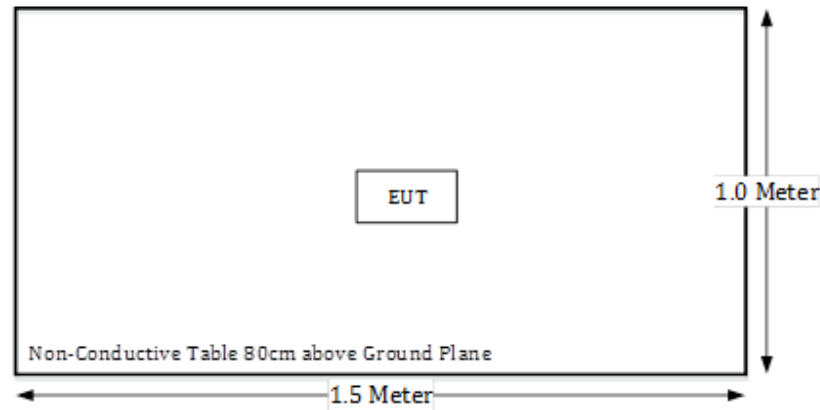 EUT
1.0 Meter
Non-Conductive Table 80cm above Ground Plane
1.5 Meter